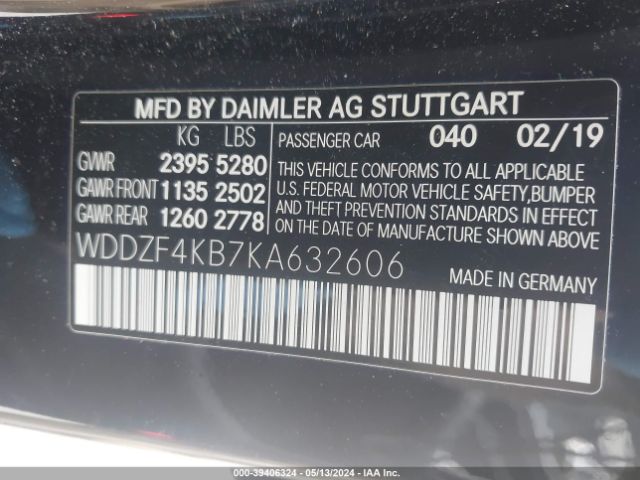 MFD BY DAIMLER AG STUTTGART
KG LBS
GVWR 2395 5280
GAWR FRONT 1135 2502
GAWR REAR 1260 2778
PASSENGER CAR 040 02/19
THIS VEHICLE CONFORMS TO ALL APPLICABLE
U.S. FEDERAL MOTOR VEHICLE SAFETY,BUMPER
AND THEFT PREVENTION STANDARDS IN EFFECT
ON THE DATE OF MANUFACTURE SHOWN ABOVE
WDDZF4KB7KA632606
MADE IN GERMANY
000-39406324 - 05/13/2024 - IAA Inc.